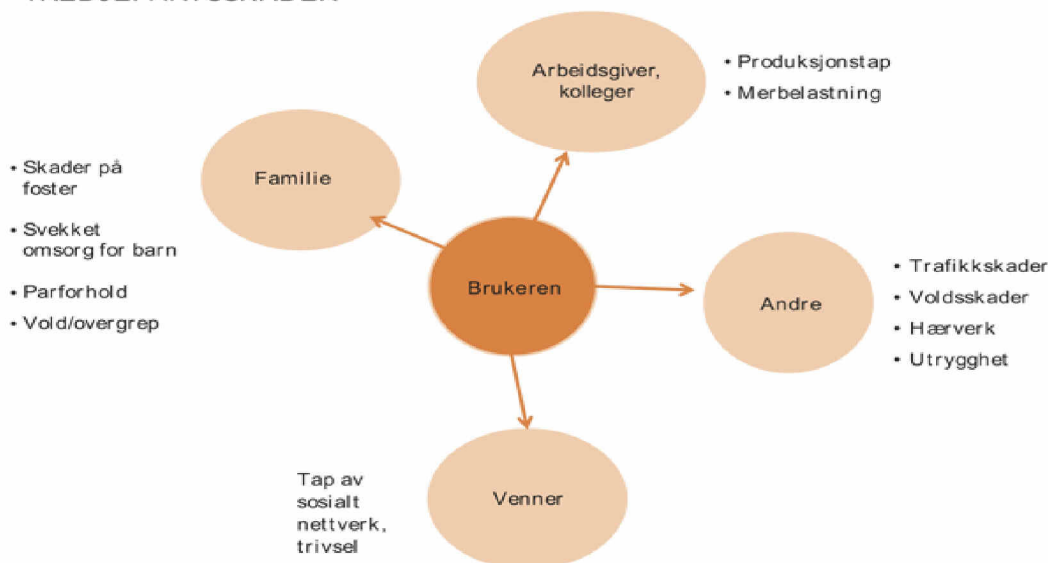 Arbeidsgiver,
kolleger
• Produksjonstap
• Merbelastning
Familie
• Skader på
foster
• Svekket
omsorg for barn
• Parforhold
• Vold/overgrep
Brukeren
Andre
• Trafikkskader
• Voldsskader
• Hærverk
• Utrygghet
Venner
Tap av
sosialt
nettverk,
trivsel